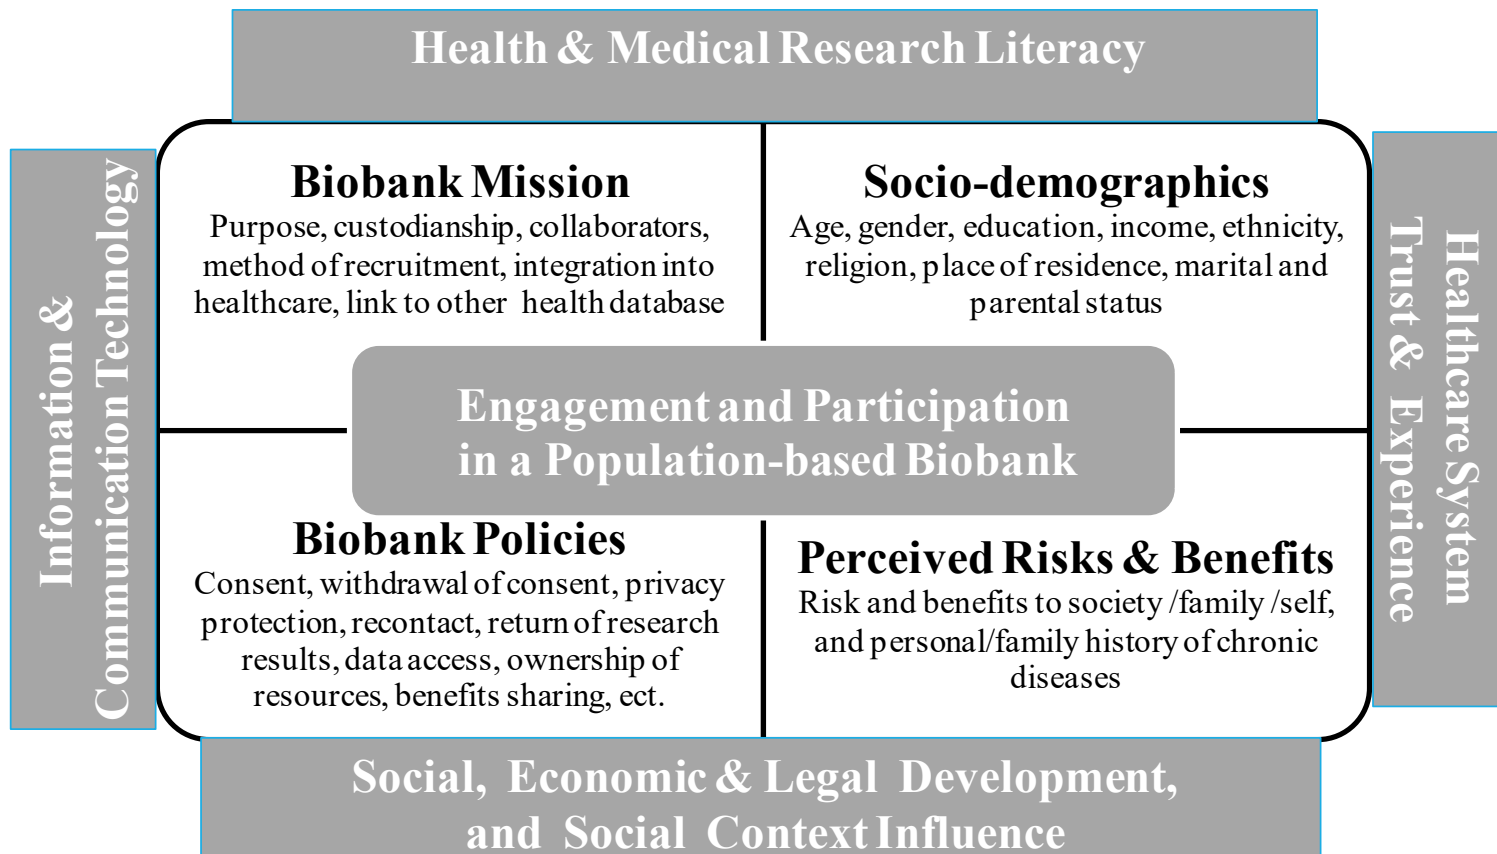 Health & Medical Research Literacy
Information &
Communication Technology
Biobank Mission
Purpose, custodianship, collaborators,
method of recruitment, integration into
healthcare, link to other health database
Socio-demographics
Age, gender, education, income, ethnicity,
religion, place of residence, marital and
parental status
Healthcare System
Trust & Experience
Engagement and Participation
in a Population-based Biobank
Biobank Policies
Consent, withdrawal of consent, privacy
protection, recontact, return of research
results, data access, ownership of
resources, benefits sharing, ect.
Perceived Risks & Benefits
Risk and benefits to society /family /self,
and personal/family history of chronic
diseases
Social, Economic & Legal Development,
and Social Context Influence